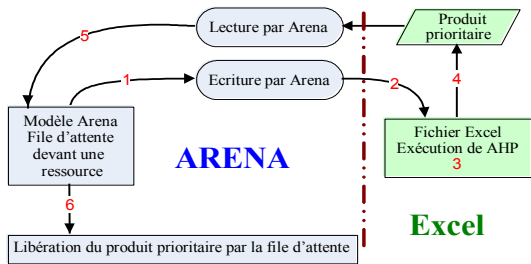 5
Lecture par Arena
Produit
prioritaire
1
Ecriture par Arena
2
4
Modèle Arena
File d'attente
devant une
ressource
ARENA
Fichier Excel
Exécution de AHP
3
6
Excel
Libération du produit prioritaire par la file d'attente